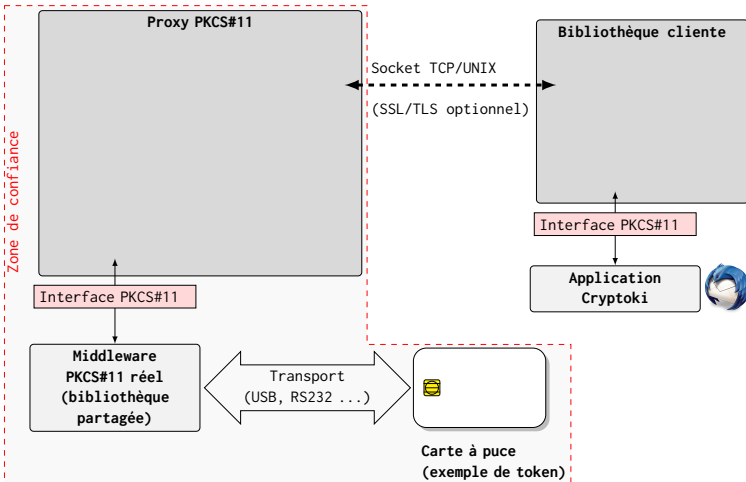 Proxy PKCS#11
Bibliothèque cliente
Socket TCP/UNIX
(SSL/TLS optionnel)
Zone de confiance
Interface PKCS#11
Interface PKCS#11
Application
Cryptoki
Middleware
PKCS#11 réel
(bibliothèque
partagée)
Transport
(USB, RS232 ...)
Carte à puce
(exemple de token)